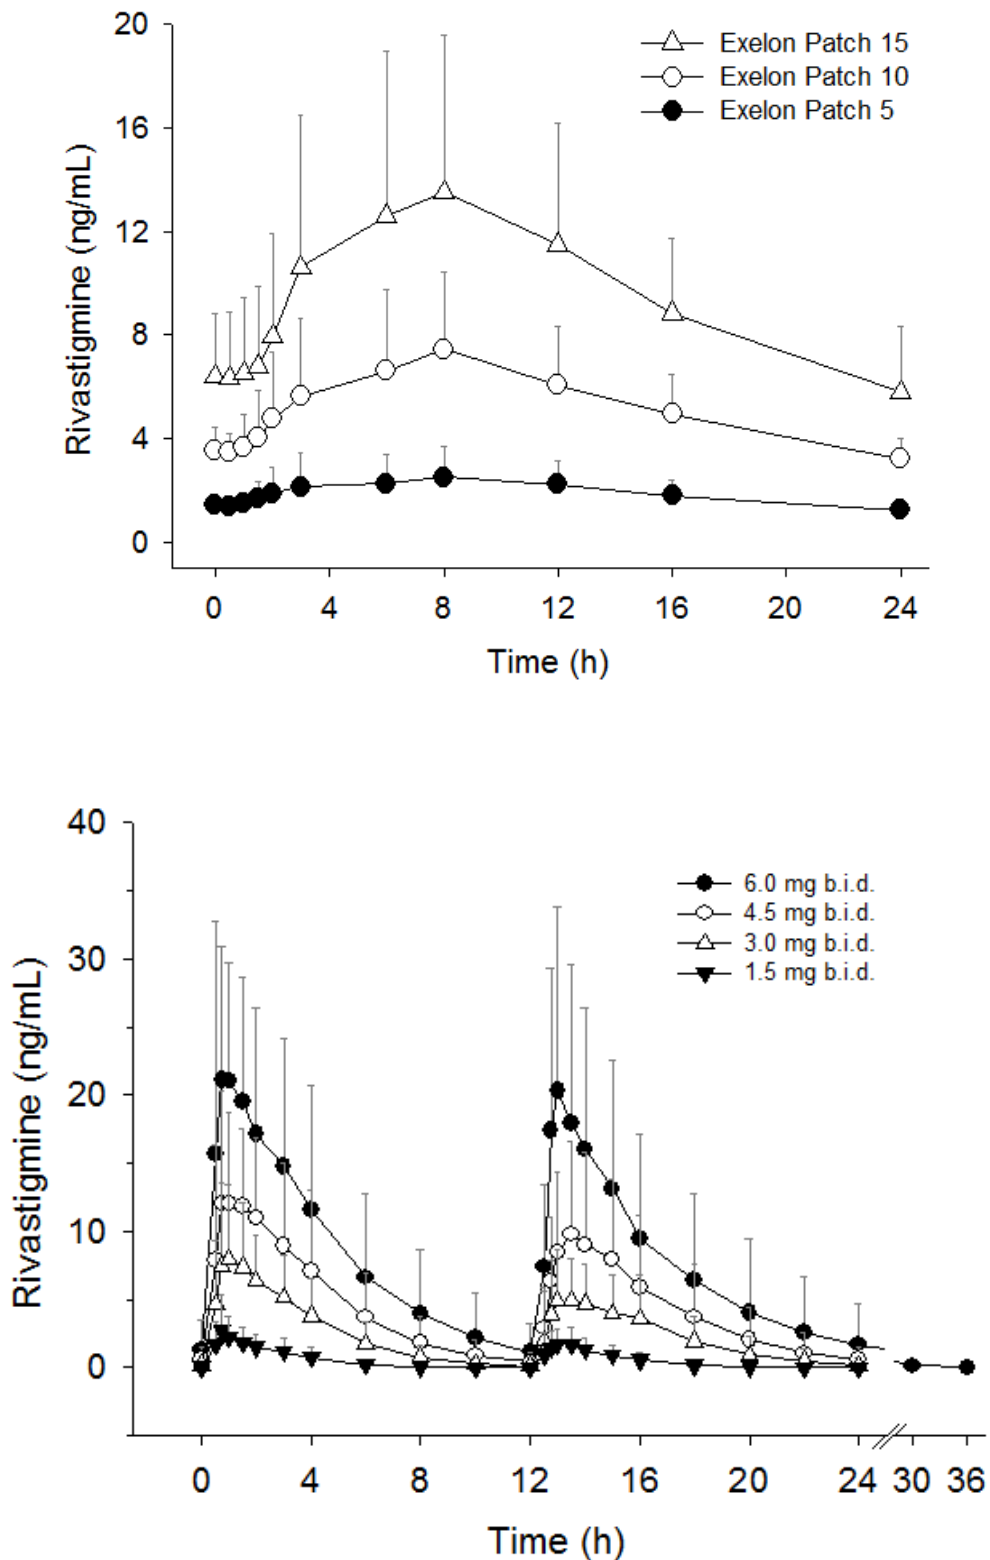 Rivastigmine (ng/mL)
20
16
12
8
4
0
Exelon Patch 15
Exelon Patch 10
Exelon Patch 5
0 4 8 12 16 20 24
Time (h)
Rivastigmine (ng/mL)
40
30
20
10
0
6.0 mg b.i.d.
4.5 mg b.i.d.
3.0 mg b.i.d.
1.5 mg b.i.d.
0 4 8 12 16 20 24 30 36
Time (h)